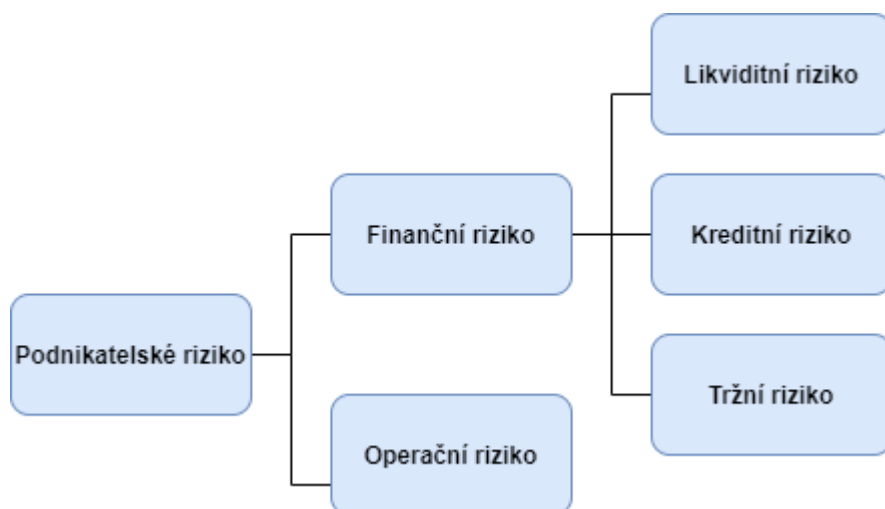 Likviditní riziko
Finanční riziko
Kreditní riziko
Podnikatelské riziko
Tržní riziko
Operační riziko